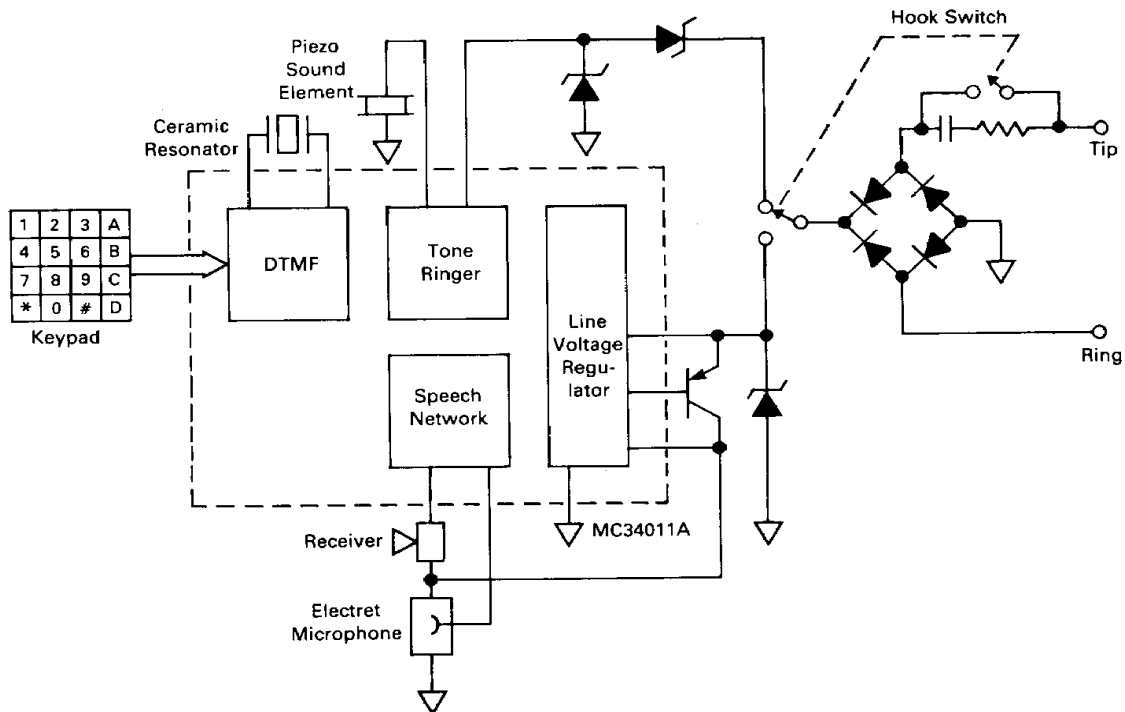 Hook Switch
Piezo
Sound
Element
Ceramic
Resonator
Tip
1 2 3 A
4 5 6 B
7 8 9 C
* 0 # D
Keypad
DTMF
Tone
Ringer
Line
Voltage
Regu-
lator
Ring
Speech
Network
MC34011A
Receiver
Electret
Microphone